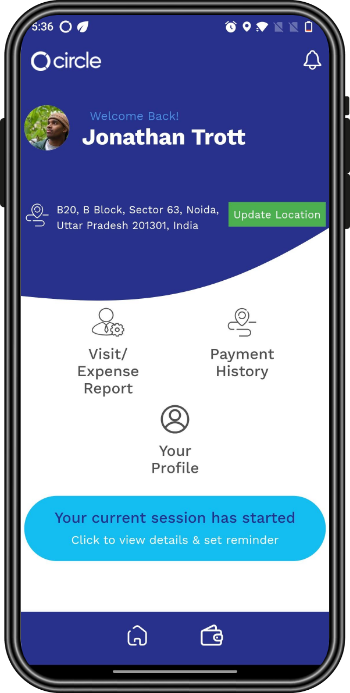 5:36
circle
Welcome Back!
Jonathan Trott
B20, B Block, Sector 63, Noida,
Uttar Pradesh 201301, India
Update Location
Visit/
Expense
Report
Payment
History
Your
Profile
Your current session has started
Click to view details & set reminder